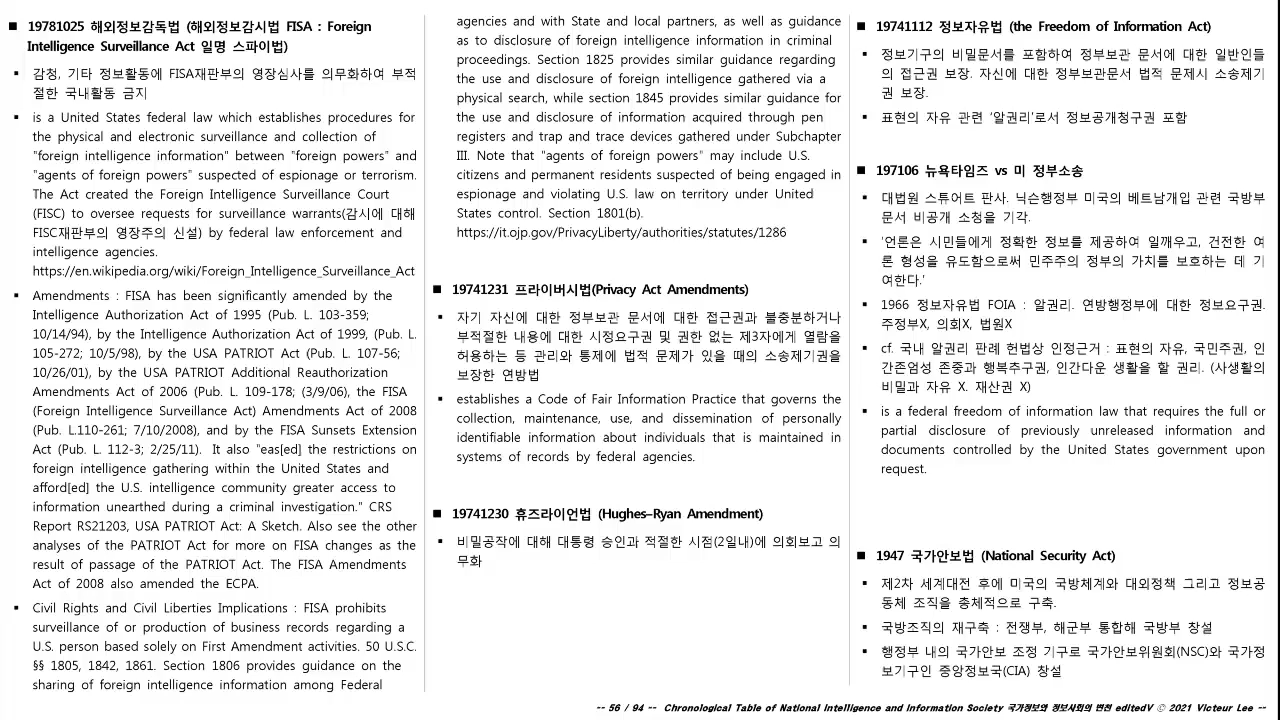 ■ 19781025 해외정보감독법 (해외정보감시법 FISA : Foreign
Intelligence Surveillance Act 일명 스파이법)
▪ 감청, 기타 정보활동에 FISA재판부의 영장심사를 의무화하여 부적
절한 국내활동 금지
▪ is a United States federal law which establishes procedures for
the physical and electronic surveillance and collection of
"foreign intelligence information" between "foreign powers" and
"agents of foreign powers" suspected of espionage or terrorism.
The Act created the Foreign Intelligence Surveillance Court
(FISC) to oversee requests for surveillance warrants(감시에 대해
FISC재판부의 영장주의 신설) by federal law enforcement and
intelligence agencies.
https://en.wikipedia.org/wiki/Foreign_Intelligence_Surveillance_Act
▪ Amendments : FISA has been significantly amended by the
Intelligence Authorization Act of 1995 (Pub. L. 103-359;
10/14/94), by the Intelligence Authorization Act of 1999, (Pub. L.
105-272; 10/5/98), by the USA PATRIOT Act (Pub. L. 107-56;
10/26/01), by the USA PATRIOT Additional Reauthorization
Amendments Act of 2006 (Pub. L. 109-178; (3/9/06), the FISA
(Foreign Intelligence Surveillance Act) Amendments Act of 2008
(Pub. L.110-261; 7/10/2008), and by the FISA Sunsets Extension
Act (Pub. L. 112-3; 2/25/11). It also "eas[ed] the restrictions on
foreign intelligence gathering within the United States and
afford[ed] the U.S. intelligence community greater access to
information unearthed during a criminal investigation." CRS
Report RS21203, USA PATRIOT Act: A Sketch. Also see the other
analyses of the PATRIOT Act for more on FISA changes as the
result of passage of the PATRIOT Act. The FISA Amendments
Act of 2008 also amended the ECPA.
▪ Civil Rights and Civil Liberties Implications : FISA prohibits
surveillance of or production of business records regarding a
U.S. person based solely on First Amendment activities. 50 U.S.C.
§§ 1805, 1842, 1861. Section 1806 provides guidance on the
sharing of foreign intelligence information among Federal
agencies and with State and local partners, as well as guidance
as to disclosure of foreign intelligence information in criminal
proceedings. Section 1825 provides similar guidance regarding
the use and disclosure of foreign intelligence gathered via a
physical search, while section 1845 provides similar guidance for
the use and disclosure of information acquired through pen
registers and trap and trace devices gathered under Subchapter
III. Note that "agents of foreign powers" may include U.S.
citizens and permanent residents suspected of being engaged in
espionage and violating U.S. law on territory under United
States control. Section 1801(b).
https://it.ojp.gov/PrivacyLiberty/authorities/statutes/1286
■ 19741231 프라이버시법(Privacy Act Amendments)
▪ 자기 자신에 대한 정부보관 문서에 대한 접근권과 불충분하거나
부적절한 내용에 대한 시정요구권 및 권한 없는 제3자에게 열람을
허용하는 등 관리와 통제에 법적 문제가 있을 때의 소송제기권을
보장한 연방법
▪ establishes a Code of Fair Information Practice that governs the
collection, maintenance, use, and dissemination of personally
identifiable information about individuals that is maintained in
systems of records by federal agencies.
■ 19741230 휴즈라이언법 (Hughes–Ryan Amendment)
▪ 비밀공작에 대해 대통령 승인과 적절한 시점(2일내)에 의회보고 의
무화
■ 19741112 정보자유법 (the Freedom of Information Act)
▪ 정보기구의 비밀문서를 포함하여 정부보관 문서에 대한 일반인들
의 접근권 보장. 자신에 대한 정부보관문서 법적 문제시 소송제기
권 보장.
▪ 표현의 자유 관련 '알권리'로서 정보공개청구권 포함
■ 197106 뉴욕타임즈 vs 미 정부소송
▪ 대법원 스튜어트 판사. 닉슨행정부 미국의 베트남개입 관련 국방부
문서 비공개 소청을 기각.
▪ '언론은 시민들에게 정확한 정보를 제공하여 일깨우고, 건전한 여
론 형성을 유도함으로써 민주주의 정부의 가치를 보호하는 데 기
여한다.'
▪ 1966 정보자유법 FOIA : 알권리. 연방행정부에 대한 정보요구권.
주정부X, 의회X, 법원X
▪ cf. 국내 알권리 판례 헌법상 인정근거 : 표현의 자유, 국민주권, 인
간존엄성 존중과 행복추구권, 인간다운 생활을 할 권리. (사생활의
비밀과 자유 X. 재산권 X)
▪ is a federal freedom of information law that requires the full or
partial disclosure of previously unreleased information and
documents controlled by the United States government upon
request.
■ 1947 국가안보법 (National Security Act)
▪ 제2차 세계대전 후에 미국의 국방체계와 대외정책 그리고 정보공
동체 조직을 총체적으로 구축.
▪ 국방조직의 재구축 : 전쟁부, 해군부 통합해 국방부 창설
▪ 행정부 내의 국가안보 조정 기구로 국가안보위원회(NSC)와 국가정
보기구인 중앙정보국(CIA) 창설
-- 56 / 94 -- Chronological Table of National Intelligence and Information Society 국가정보와 정보사회의 변천 editedV © 2021 Victeur Lee --